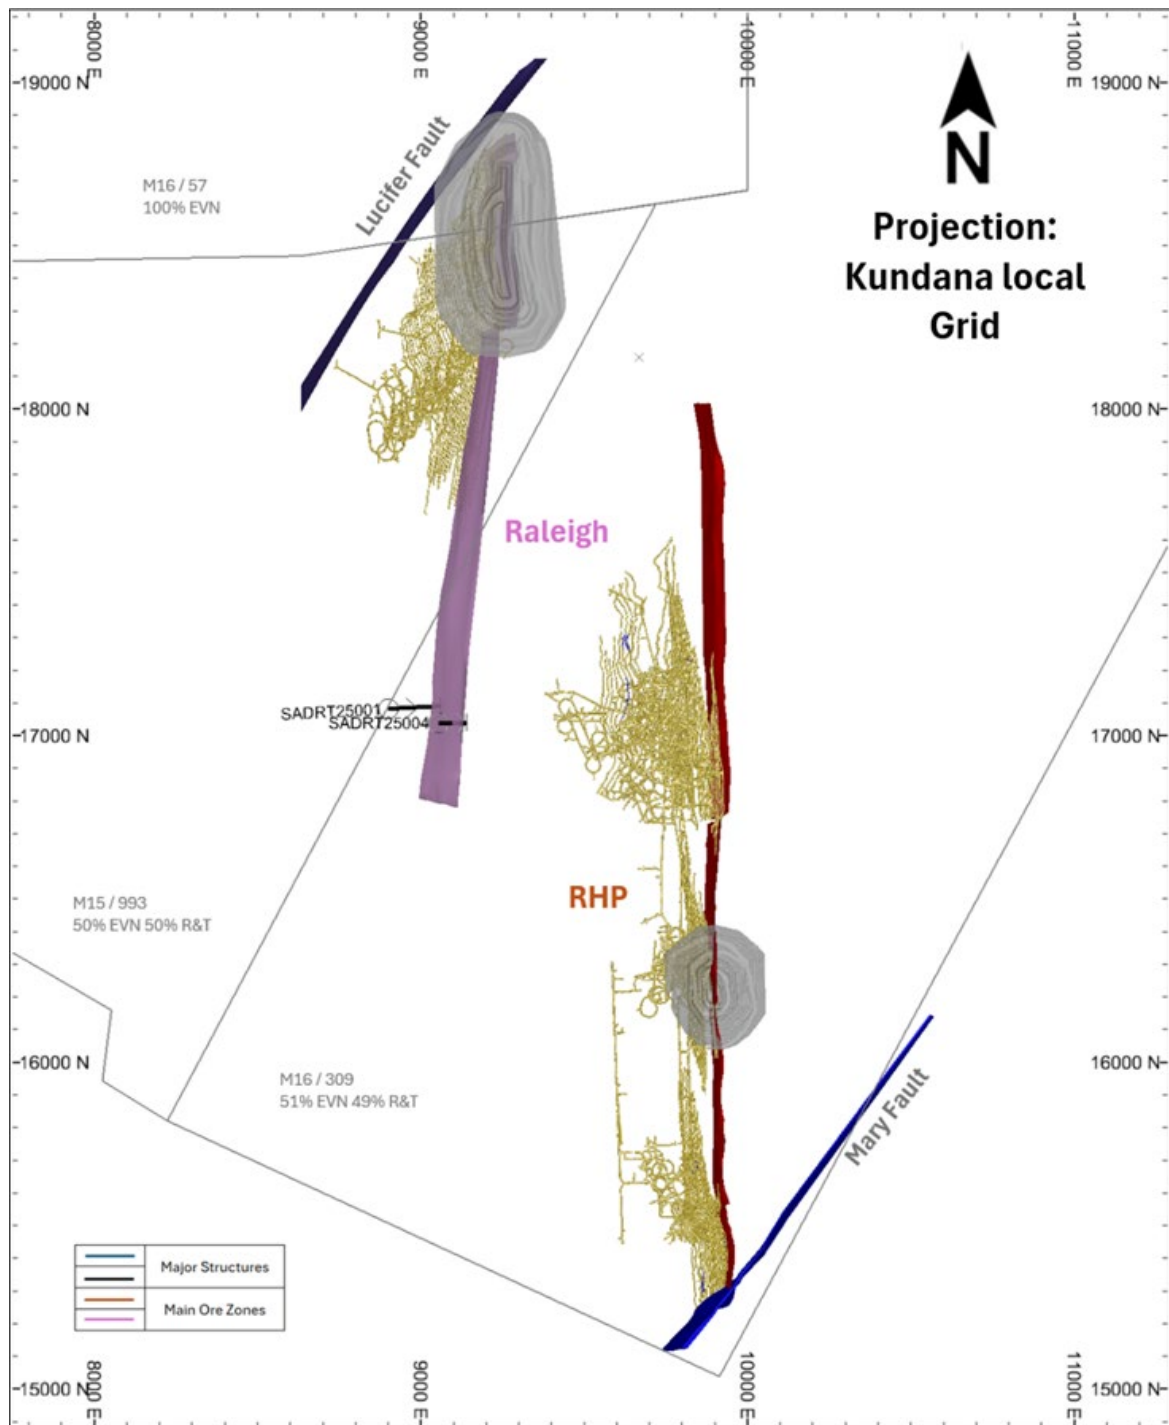 8000 E
9000 E
10000 E
11000 E
19000 N
19000 N
N
Projection:
Kundana local
Grid
Lucifer Fault
M16 / 57
100% EVN
18000 N
18000 N
Raleigh
SADRT25001
SADRT25004
17000 N
17000 N
RHP
M15 / 993
50% EVN 50% R&T
16000 N
16000 N
M16 / 309
51% EVN 49% R&T
Mary Fault
Major Structures
Main Ore Zones
15000 N
15000 N
8000 E
9000 E
10000 E
11000 E